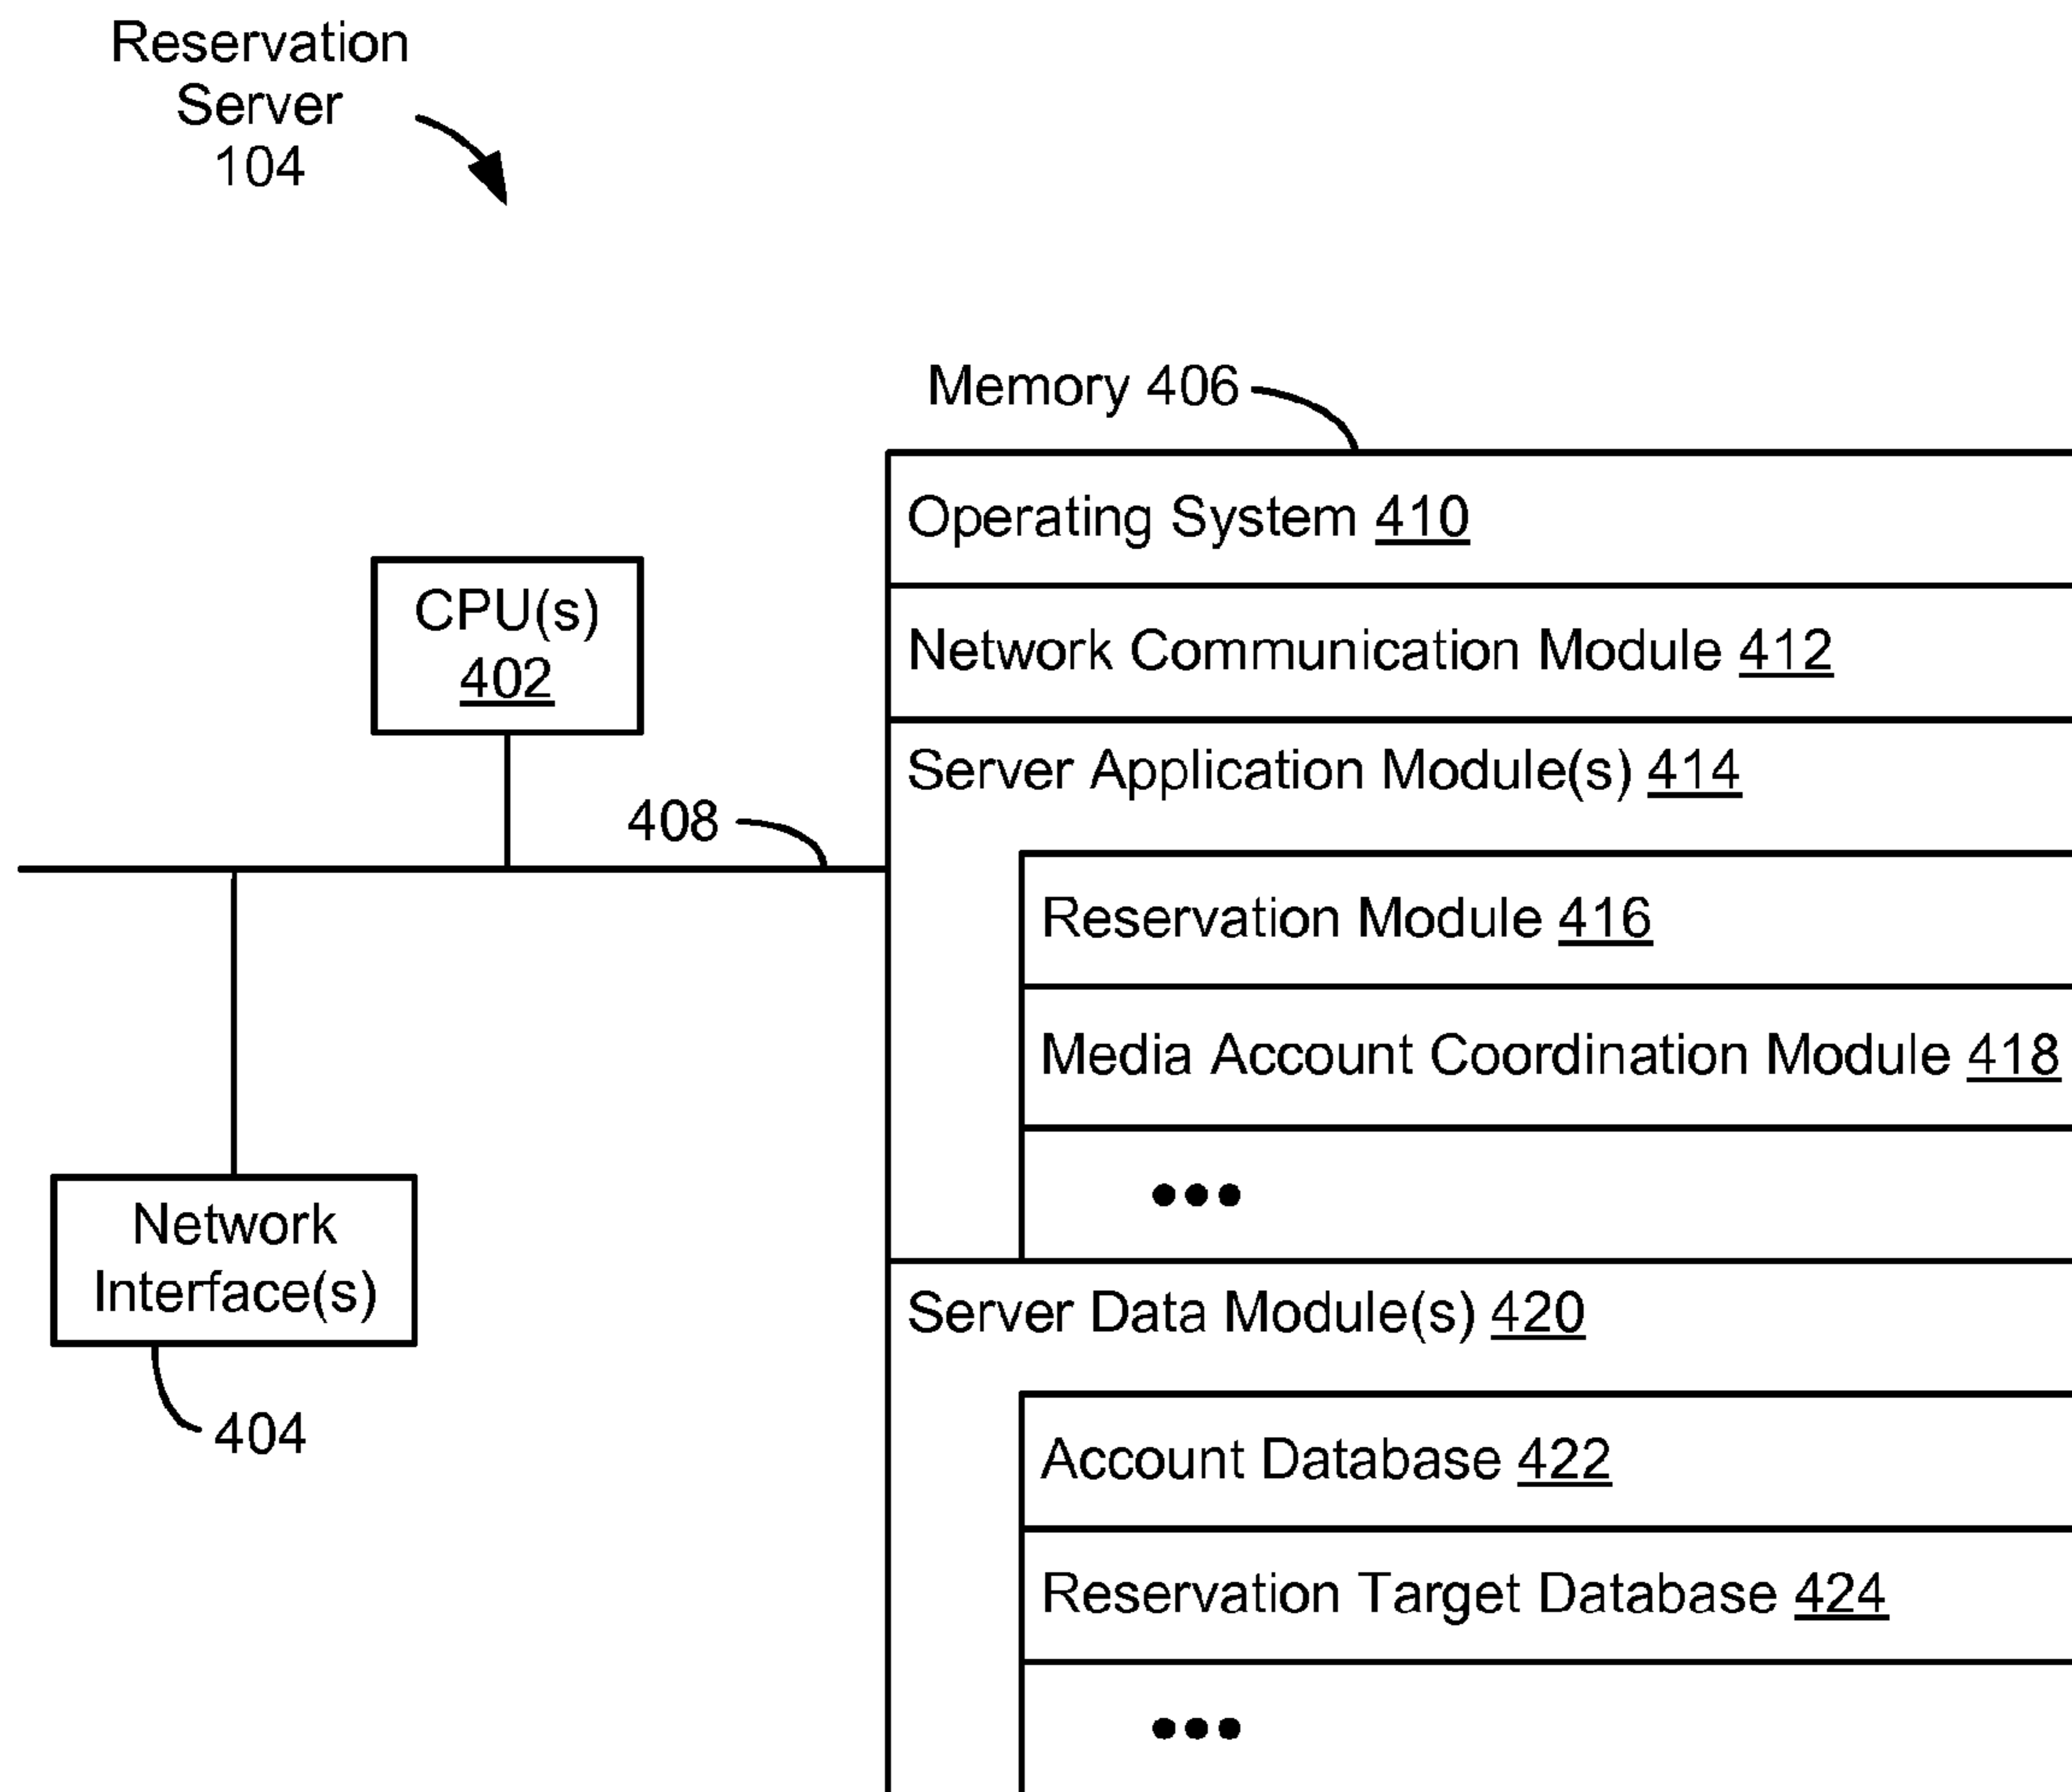 Reservation
Server
104
Memory 406
Operating System 410
CPU(s)
402
Network Communication Module 412
Server Application Module(s) 414
408
Reservation Module 416
Media Account Coordination Module 418
•••
Network
Interface(s)
404
Server Data Module(s) 420
Account Database 422
Reservation Target Database 424
•••